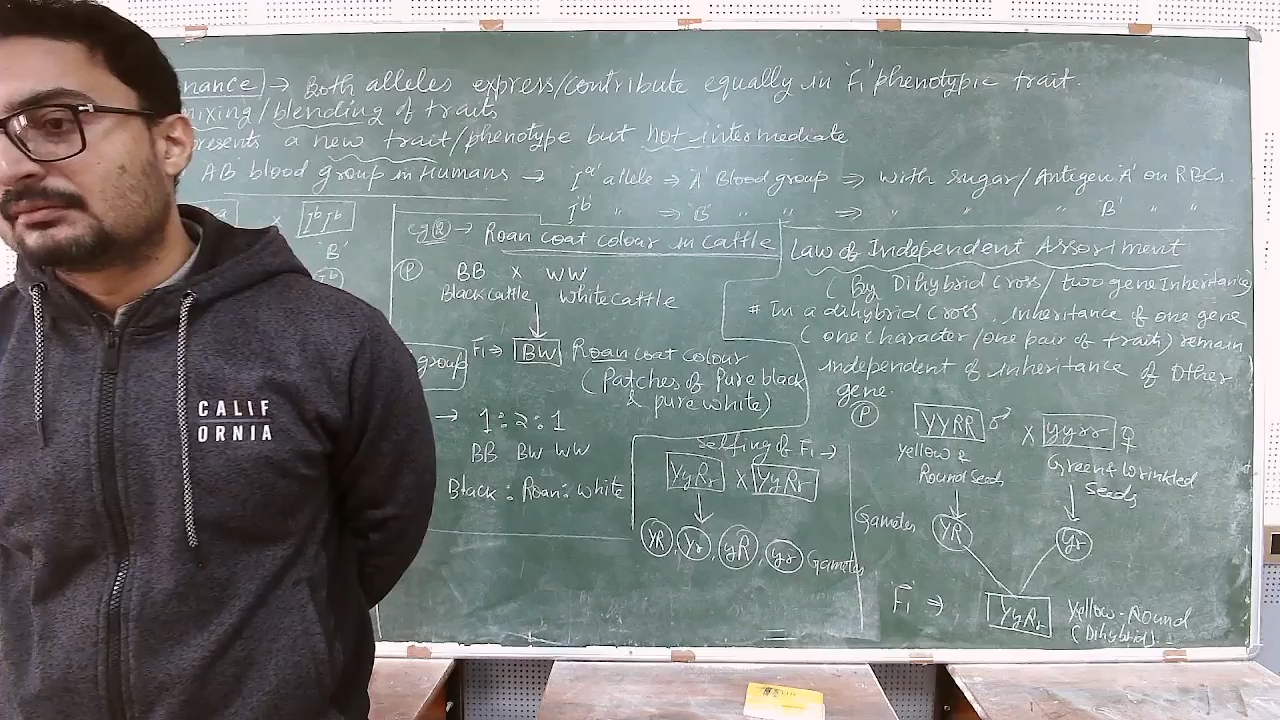 nance] → Both alleles express/contribute equally in 'F1' phenotypic trait.
mixing/blending of traits
presents a new trait/phenotype but not intermediate
AB blood group in Humans → Iᵃ allele ⇒ 'A' Blood group ⇒ with sugar/Antigen 'A' on RBCs.
Iᵇ " ⇒ 'B' " " ⇒ " " 'B' " "
a × IᵇIᵇ
'B'
group
eg ② → Roan coat colour in cattle
Ⓟ BB × WW
Black cattle White cattle
F1 → BW Roan coat colour
(Patches of Pure black
& pure white)
→ 1:2:1
BB BW WW
Black : Roan : White
Selfing of F1 →
YyRr × YyRr
YR, Yr, yR, yr Gametes
Law of Independent Assortment
(By Dihybrid Cross/two gene Inheritance)
# In a dihybrid cross, inheritance of one gene
(one character/one pair of trait) remain
independent of inheritance of Other
gene.
Ⓟ YYRR ♂ × yyrr ♀
Yellow & Round seeds
Green & Wrinkled Seeds
Gametes YR yr
F1 ⇒ YyRr Yellow-Round
(Dihybrid)
CALIF
ORNIA